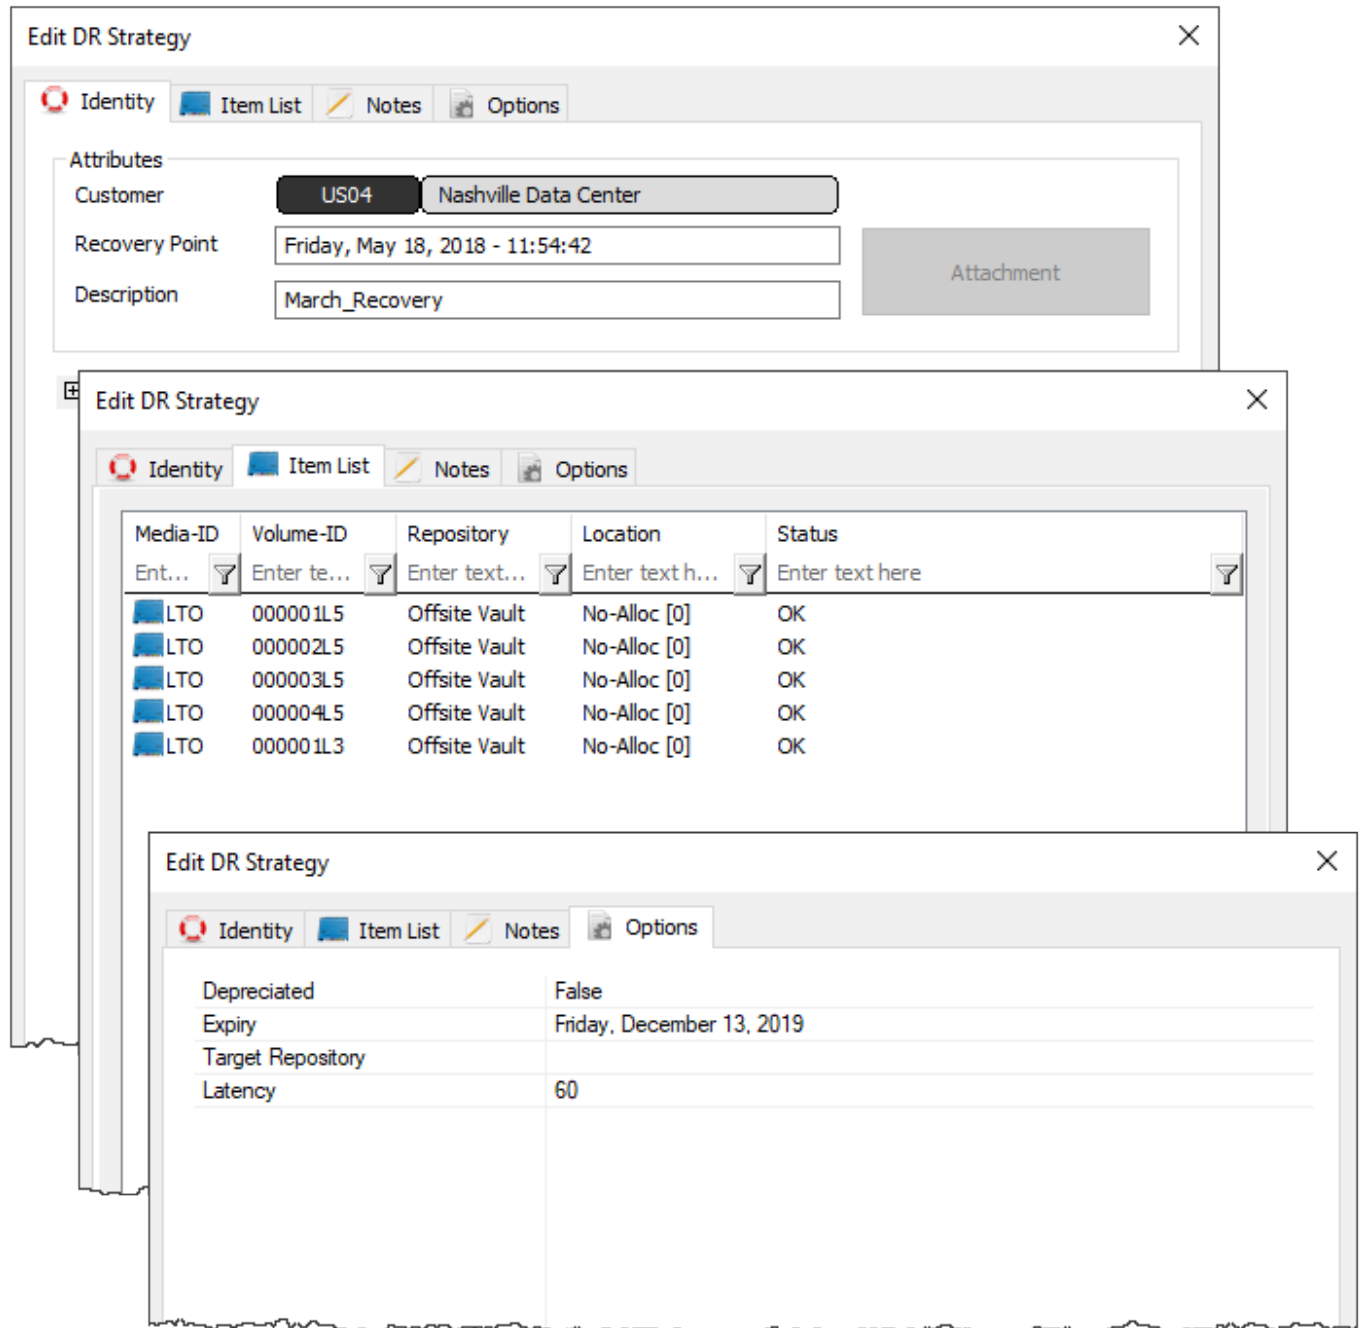 Edit DR Strategy
Identity Item List Notes Options
Attributes
Customer US04 Nashville Data Center
Recovery Point Friday, May 18, 2018 - 11:54:42
Attachment
Description March_Recovery
Edit DR Strategy
Identity Item List Notes Options
Media-ID Volume-ID Repository Location Status
Ent... Enter te... Enter text... Enter text h... Enter text here
LTO 000001L5 Offsite Vault No-Alloc [0] OK
LTO 000002L5 Offsite Vault No-Alloc [0] OK
LTO 000003L5 Offsite Vault No-Alloc [0] OK
LTO 000004L5 Offsite Vault No-Alloc [0] OK
LTO 000001L3 Offsite Vault No-Alloc [0] OK
Edit DR Strategy
Identity Item List Notes Options
Depreciated False
Expiry Friday, December 13, 2019
Target Repository
Latency 60